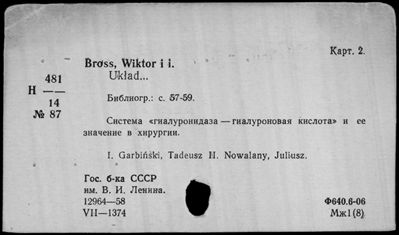 Карт. 2.
Bross, Wiktor i i.
Układ...
481
Н —
14
№ 87
Библиогр.: с. 57-59.
Система «гиалуронидаза — гиалуроновая кислота» и ее
значение в хирургии.
I. Garbiński, Tadeusz H. Nowalany, Juliusz.
Гос. б-ка СССР
им. В. И. Ленина.
12964—58
VII—1374
Ф640.6-06
Мж1(8)